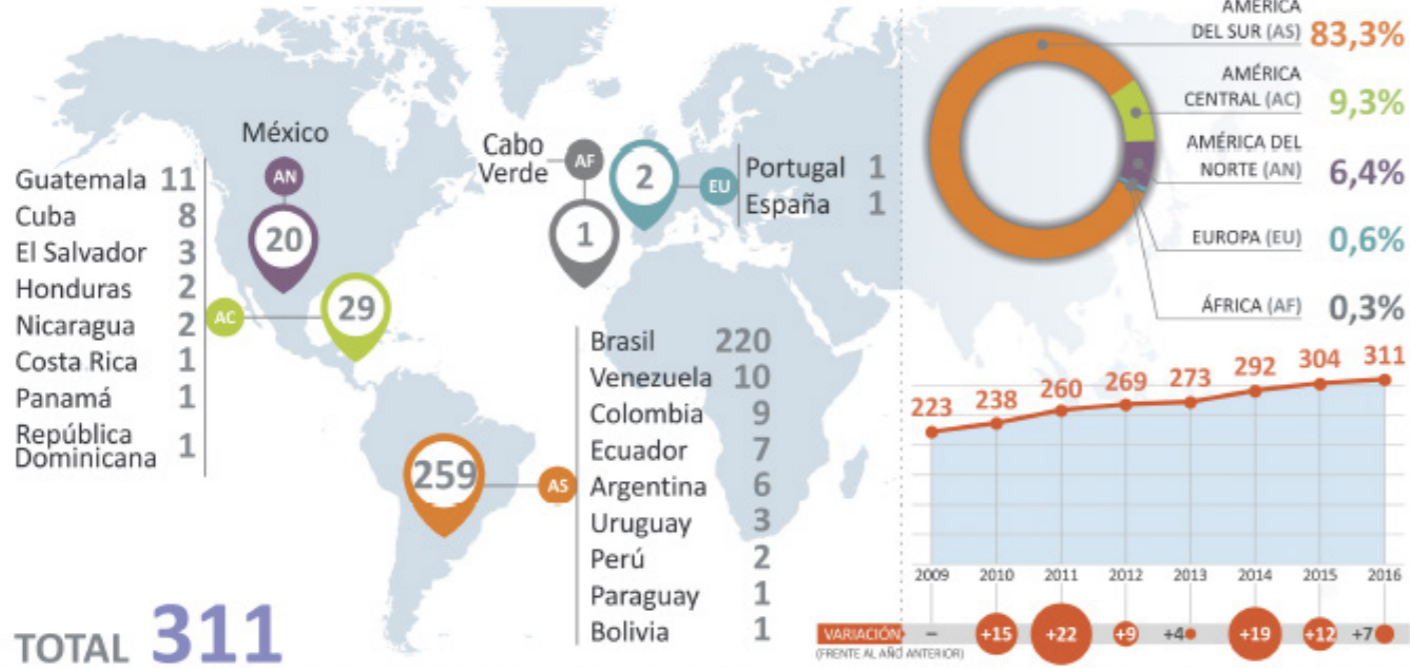 México
AN
20
Guatemala 11
Cuba 8
El Salvador 3
Honduras 2
Nicaragua 2
Costa Rica 1
Panamá 1
República
Dominicana 1
AC
29
Cabo
Verde
AF
1
2
EU
Portugal 1
España 1
259
AS
Brasil 220
Venezuela 10
Colombia 9
Ecuador 7
Argentina 6
Uruguay 3
Perú 2
Paraguay 1
Bolivia 1
TOTAL 311
AMÉRICA
DEL SUR (AS) 83,3%
AMÉRICA
CENTRAL (AC) 9,3%
AMÉRICA DEL
NORTE (AN) 6,4%
EUROPA (EU) 0,6%
ÁFRICA (AF) 0,3%
223 238 260 269 273 292 304 311
2009 2010 2011 2012 2013 2014 2015 2016
VARIACIÓN – +15 +22 +9 +4 +19 +12 +7
(FRENTE AL AÑO ANTERIOR)